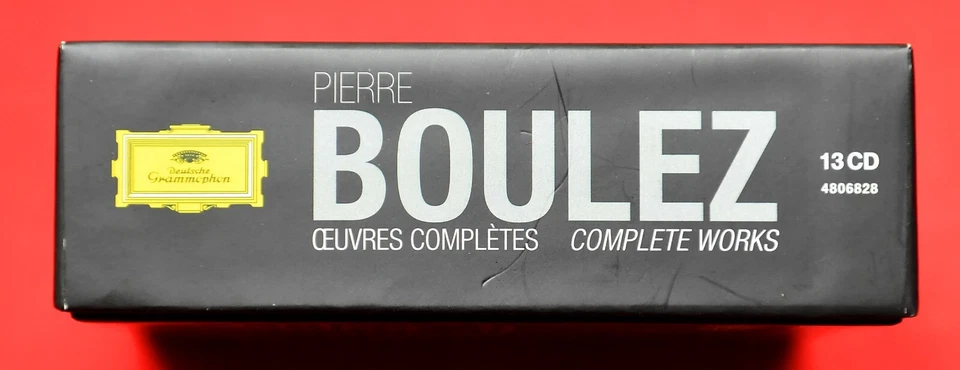 PIERRE
BOULEZ
ŒUVRES COMPLÈTES COMPLETE WORKS
Deutsche
Grammophon
13 CD
4806828